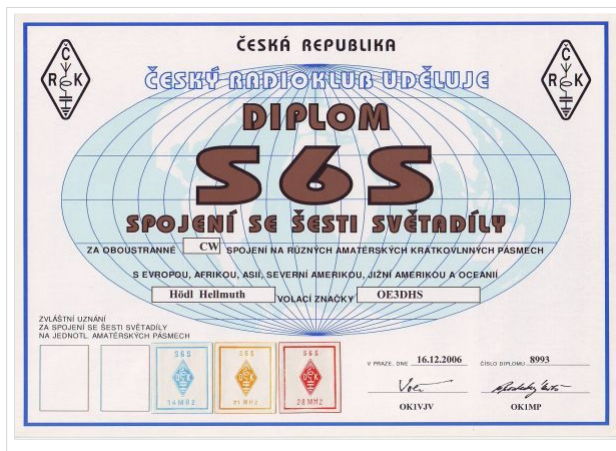 ČESKÁ REPUBLIKA
Č
R K
Č
R K
ČESKÝ RADIOKLUB UDĚLUJE
DIPLOM
S6S
SPOJENÍ SE ŠESTI SVĚTADÍLY
ZA OBOUSTRANNÉ CW SPOJENÍ NA RŮZNÝCH AMATÉRSKÝCH KRÁTKOVLNNÝCH PÁSMECH
S EVROPOU, AFRIKOU, ASIÍ, SEVERNÍ AMERIKOU, JIŽNÍ AMERIKOU A OCEANIÍ
Hödl Hellmuth VOLACÍ ZNAČKY OE3DHS
ZVLÁŠTNÍ UZNÁNÍ
ZA SPOJENÍ SE ŠESTI SVĚTADÍLY
NA JEDNOTL. AMATÉRSKÝCH PÁSMECH
S6S
14 MHz
S6S
21 MHz
S6S
28 MHz
V PRAZE, DNE 16.12.2006 ČÍSLO DIPLOMU 8993
OK1VJV OK1MP